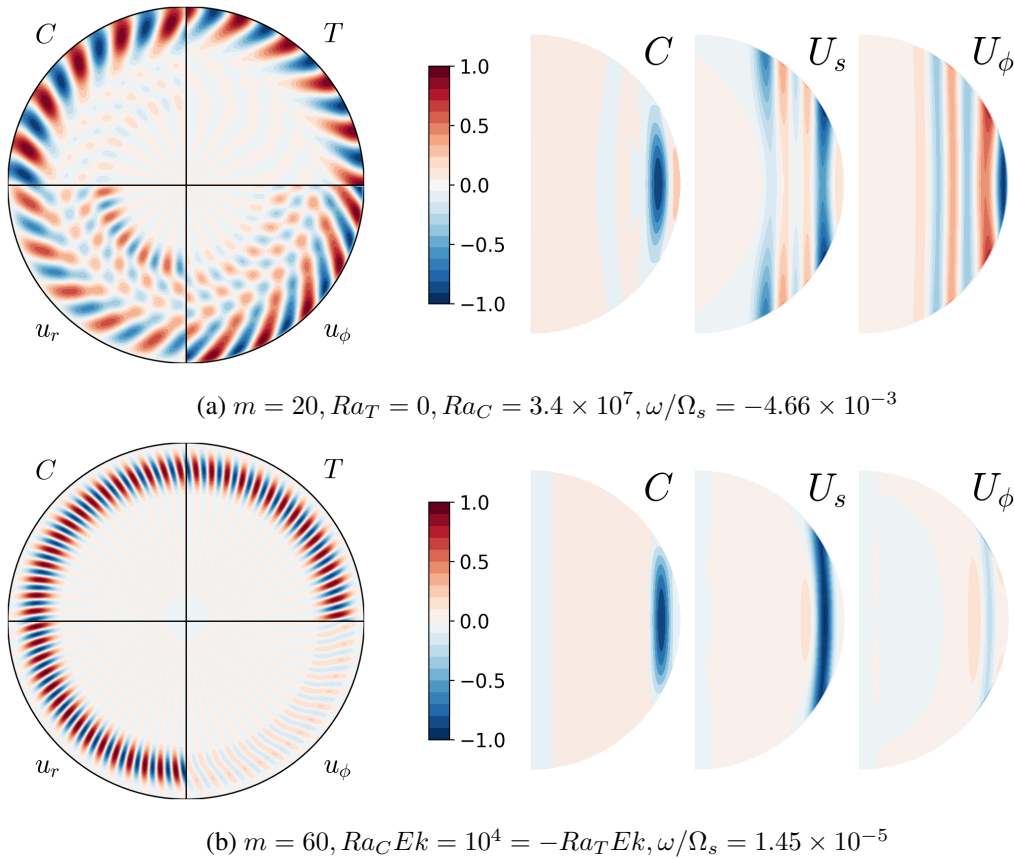 C T
u_r u_ϕ
1.0
0.5
0.0
−0.5
−1.0
C U_s U_ϕ
(a) m = 20, Ra_T = 0, Ra_C = 3.4 × 10^7, ω/Ω_s = −4.66 × 10^{−3}
C T
u_r u_ϕ
1.0
0.5
0.0
−0.5
−1.0
C U_s U_ϕ
(b) m = 60, Ra_C Ek = 10^4 = −Ra_T Ek, ω/Ω_s = 1.45 × 10^{−5}